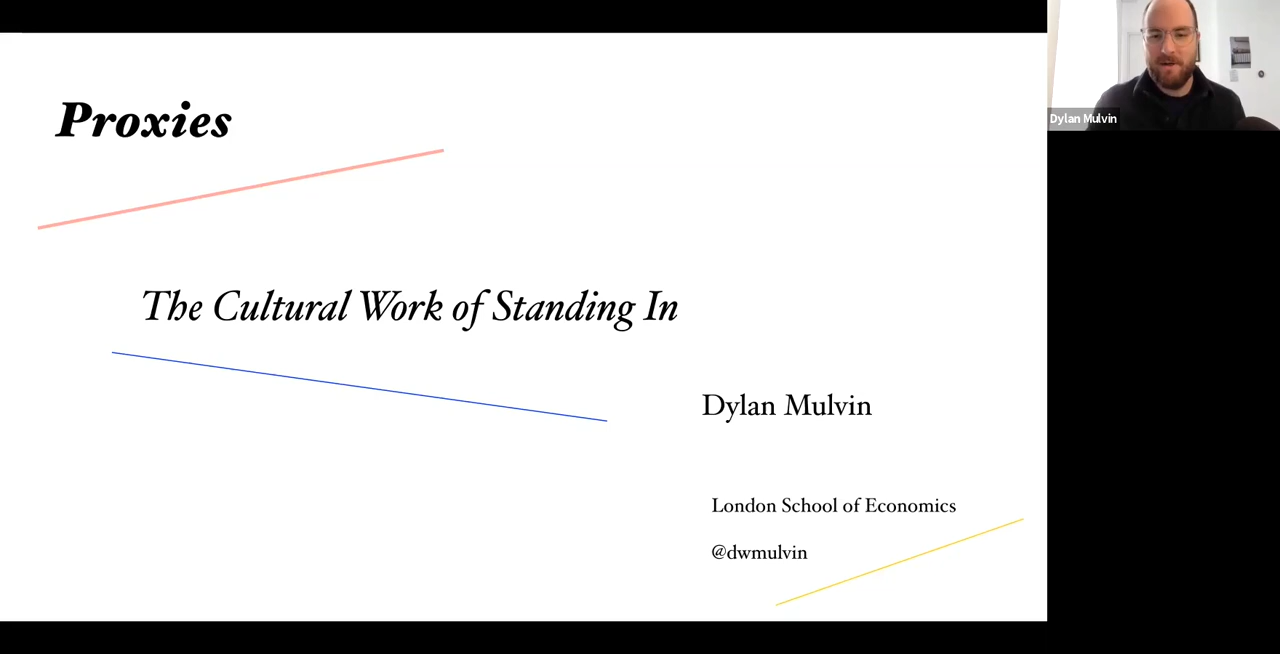 Proxies
The Cultural Work of Standing In
Dylan Mulvin
London School of Economics
@dwmulvin
Dylan Mulvin